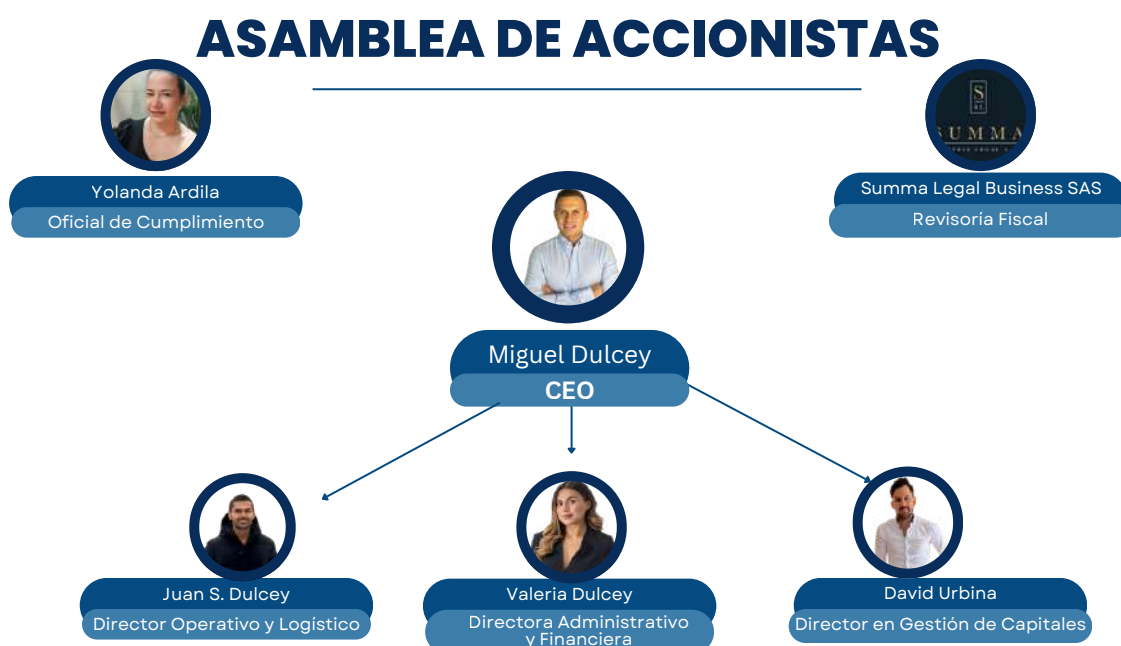 ASAMBLEA DE ACCIONISTAS
S
SUMMA
Yolanda Ardila
Oficial de Cumplimiento
Summa Legal Business SAS
Revisoría Fiscal
Miguel Dulcey
CEO
Juan S. Dulcey
Director Operativo y Logístico
Valeria Dulcey
Directora Administrativo
y Financiera
David Urbina
Director en Gestión de Capitales